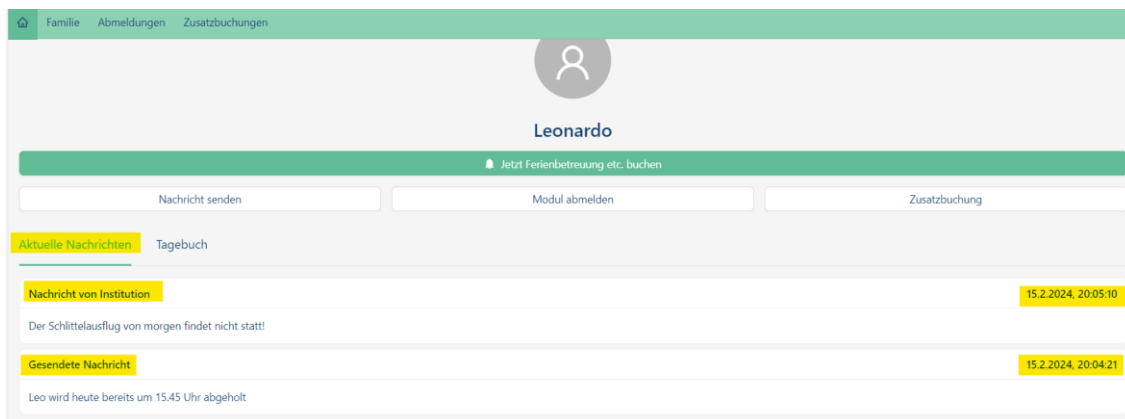 Familie Abmeldungen Zusatzbuchungen
Leonardo
Jetzt Ferienbetreuung etc. buchen
Nachricht senden Modul abmelden Zusatzbuchung
Aktuelle Nachrichten Tagebuch
Nachricht von Institution 15.2.2024, 20:05:10
Der Schlittelausflug von morgen findet nicht statt!
Gesendete Nachricht 15.2.2024, 20:04:21
Leo wird heute bereits um 15.45 Uhr abgeholt